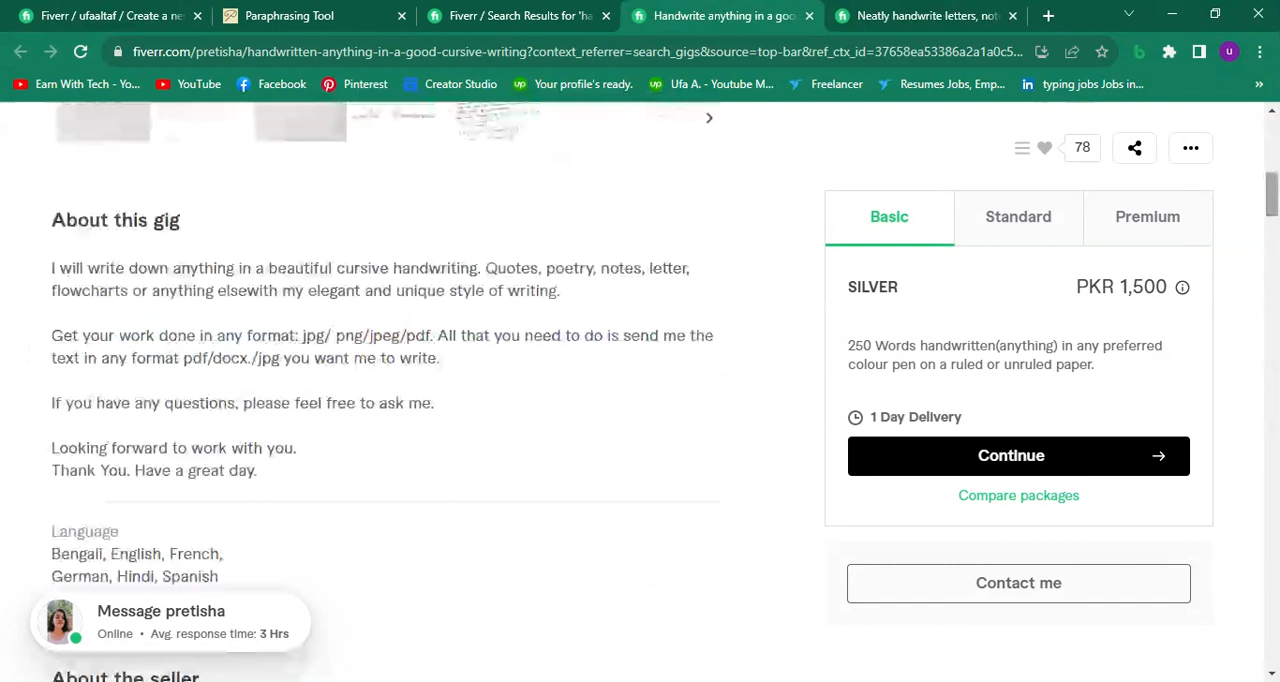 Fiverr / ufaaltaf / Create a ne
Paraphrasing Tool
Fiverr / Search Results for 'ha
Handwrite anything in a goo
Neatly handwrite letters, not
fiverr.com/pretisha/handwritten-anything-in-a-good-cursive-writing?context_referrer=search_gigs&source=top-bar&ref_ctx_id=37658ea53386a2a1a0c5...
u
Earn With Tech - Yo...
YouTube
Facebook
Pinterest
Creator Studio
Your profile's ready.
Ufa A. - Youtube M...
Freelancer
Resumes Jobs, Emp...
typing jobs Jobs in...
78
About this gig
I will write down anything in a beautiful cursive handwriting. Quotes, poetry, notes, letter,
flowcharts or anything elsewith my elegant and unique style of writing.
Get your work done in any format: jpg/ png/jpeg/pdf. All that you need to do is send me the
text in any format pdf/docx./jpg you want me to write.
If you have any questions, please feel free to ask me.
Looking forward to work with you.
Thank You. Have a great day.
Language
Bengali, English, French,
German, Hindi, Spanish
Message pretisha
Online • Avg. response time: 3 Hrs
About the seller
Basic
Standard
Premium
SILVER
PKR 1,500
250 Words handwritten(anything) in any preferred
colour pen on a ruled or unruled paper.
1 Day Delivery
Continue
Compare packages
Contact me